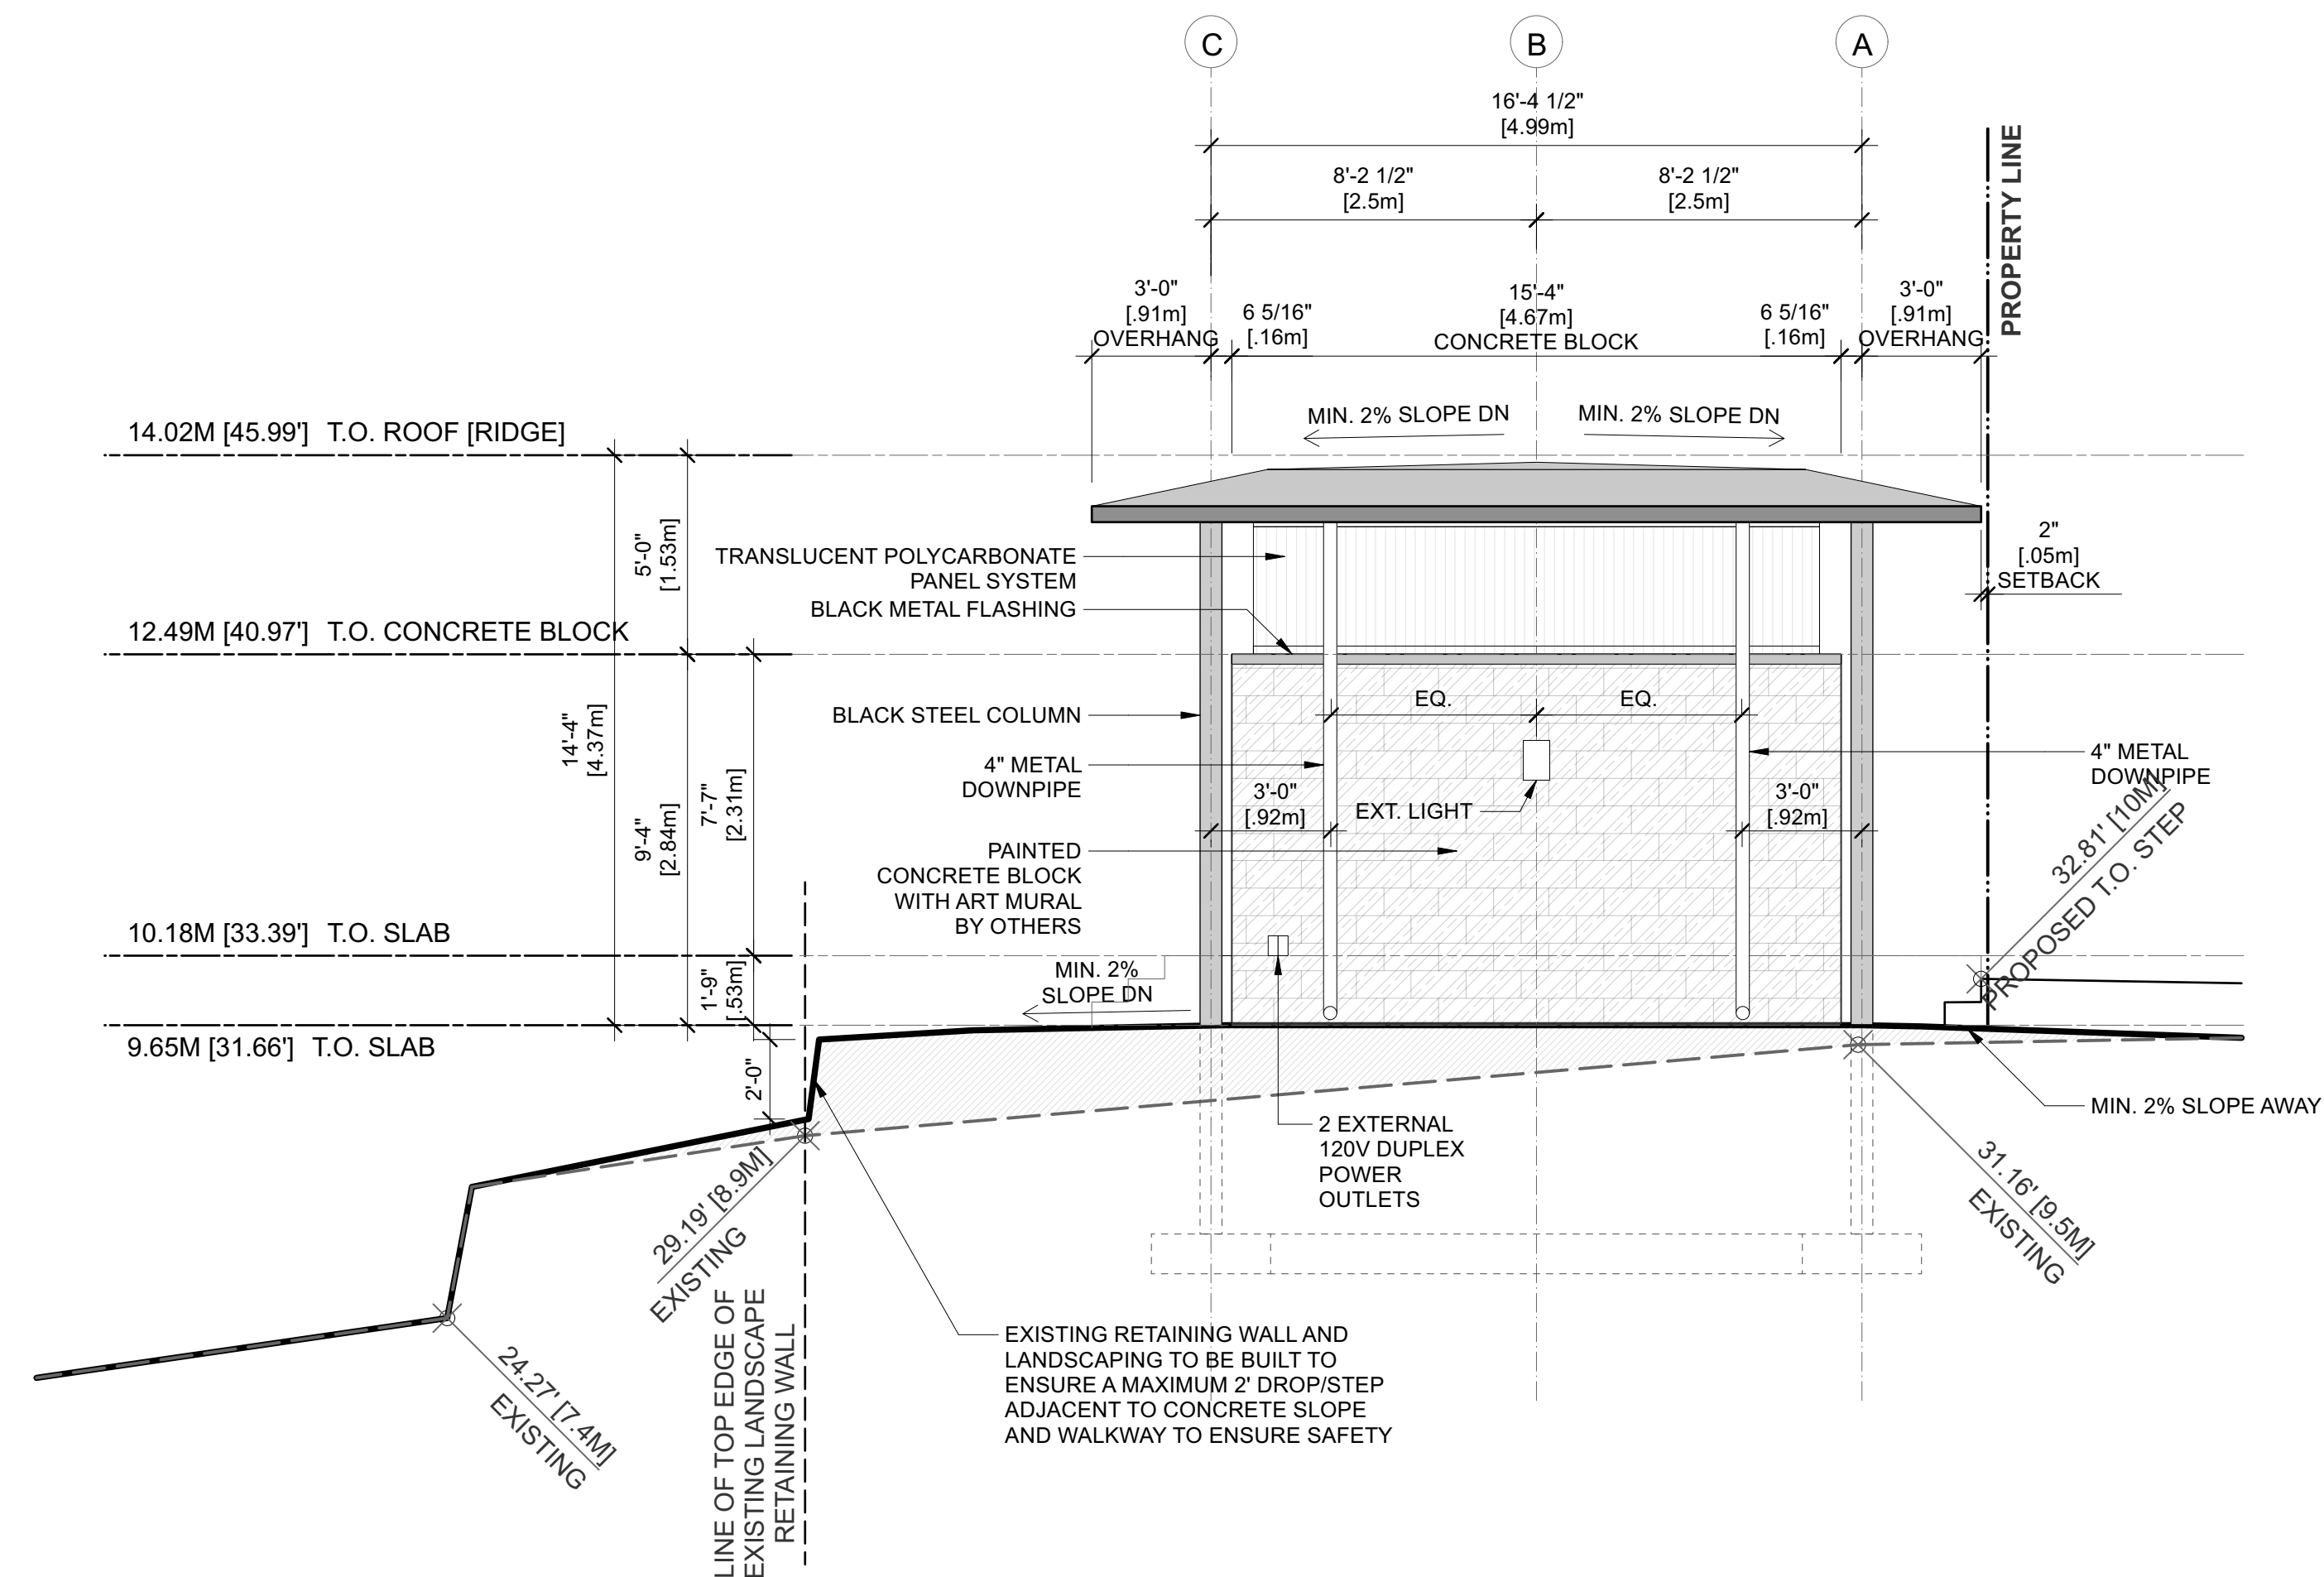 C
B
A
16'-4 1/2"
[4.99m]
8'-2 1/2"
[2.5m]
8'-2 1/2"
[2.5m]
PROPERTY LINE
3'-0"
[.91m]
OVERHANG
6 5/16"
[.16m]
15'-4"
[4.67m]
CONCRETE BLOCK
6 5/16"
[.16m]
3'-0"
[.91m]
OVERHANG
MIN. 2% SLOPE DN
MIN. 2% SLOPE DN
14.02M [45.99'] T.O. ROOF [RIDGE]
5'-0"
[1.53m]
TRANSLUCENT POLYCARBONATE
PANEL SYSTEM
BLACK METAL FLASHING
2"
[.05m]
SETBACK
12.49M [40.97'] T.O. CONCRETE BLOCK
14'-4"
[4.37m]
9'-4"
[2.84m]
7'-7"
[2.31m]
BLACK STEEL COLUMN
EQ.
EQ.
4" METAL
DOWNPIPE
3'-0"
[.92m]
EXT. LIGHT
3'-0"
[.92m]
4" METAL
DOWNPIPE
PAINTED
CONCRETE BLOCK
WITH ART MURAL
BY OTHERS
32.81' [10M]
PROPOSED T.O. STEP
10.18M [33.39'] T.O. SLAB
1'-9"
[.53m]
MIN. 2%
SLOPE DN
9.65M [31.66'] T.O. SLAB
2'-0"
MIN. 2% SLOPE AWAY
2 EXTERNAL
120V DUPLEX
POWER
OUTLETS
29.19' [8.9M]
EXISTING
31.16' [9.5M]
EXISTING
LINE OF TOP EDGE OF
EXISTING LANDSCAPE
RETAINING WALL
24.27' [7.4M]
EXISTING
EXISTING RETAINING WALL AND
LANDSCAPING TO BE BUILT TO
ENSURE A MAXIMUM 2' DROP/STEP
ADJACENT TO CONCRETE SLOPE
AND WALKWAY TO ENSURE SAFETY